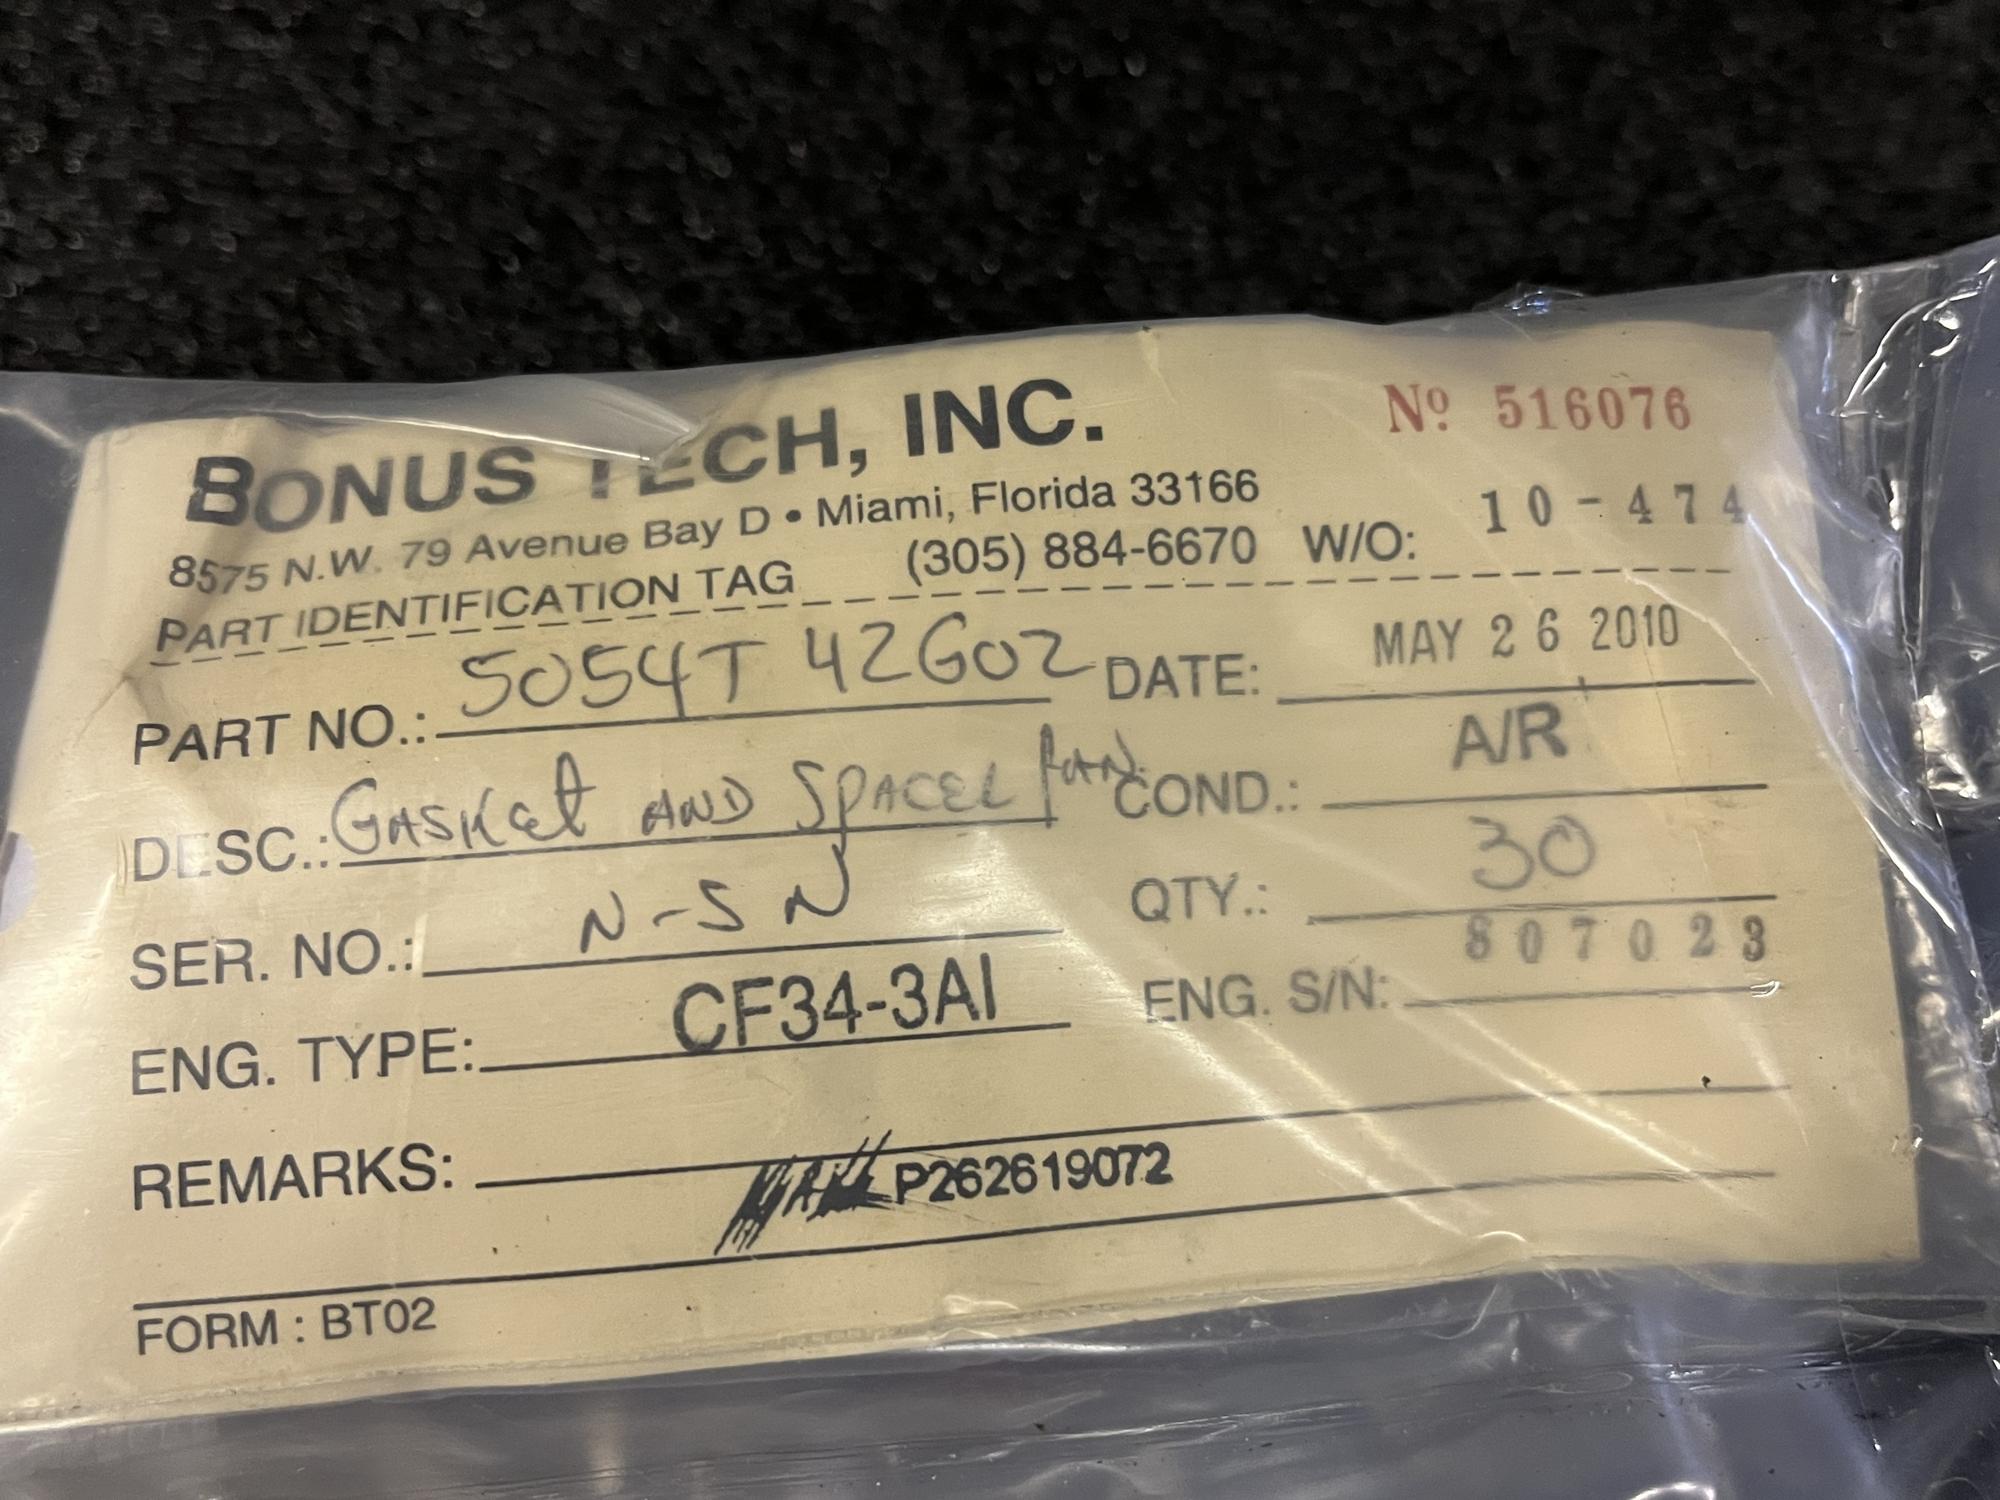 BONUS TECH, INC.
Nº 516076
8575 N.W. 79 Avenue Bay D • Miami, Florida 33166
PART IDENTIFICATION TAG (305) 884-6670 W/O: 10-474
PART NO.: 5054T42G02 DATE: MAY 26 2010
DESC.: GASKet AND SPACER fan COND.: A/R
SER. NO.: N-SN QTY.: 30
ENG. TYPE: CF34-3A1 ENG. S/N: 807023
REMARKS:
P262619072
FORM : BT02